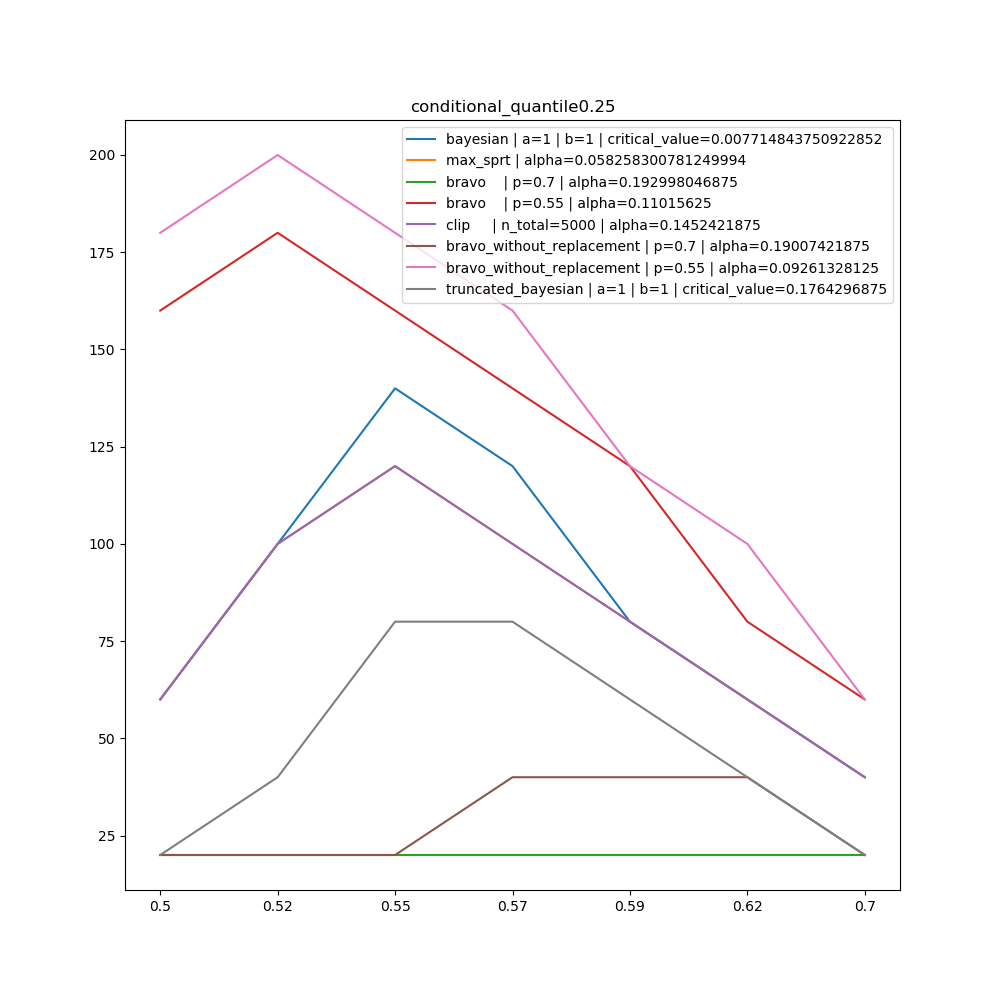 conditional_quantile0.25
bayesian | a=1 | b=1 | critical_value=0.007714843750922852
max_sprt | alpha=0.058258300781249994
bravo    | p=0.7 | alpha=0.192998046875
bravo    | p=0.55 | alpha=0.11015625
clip     | n_total=5000 | alpha=0.1452421875
bravo_without_replacement | p=0.7 | alpha=0.19007421875
bravo_without_replacement | p=0.55 | alpha=0.09261328125
truncated_bayesian | a=1 | b=1 | critical_value=0.1764296875
200
175
150
125
100
75
50
25
0.5 0.52 0.55 0.57 0.59 0.62 0.7